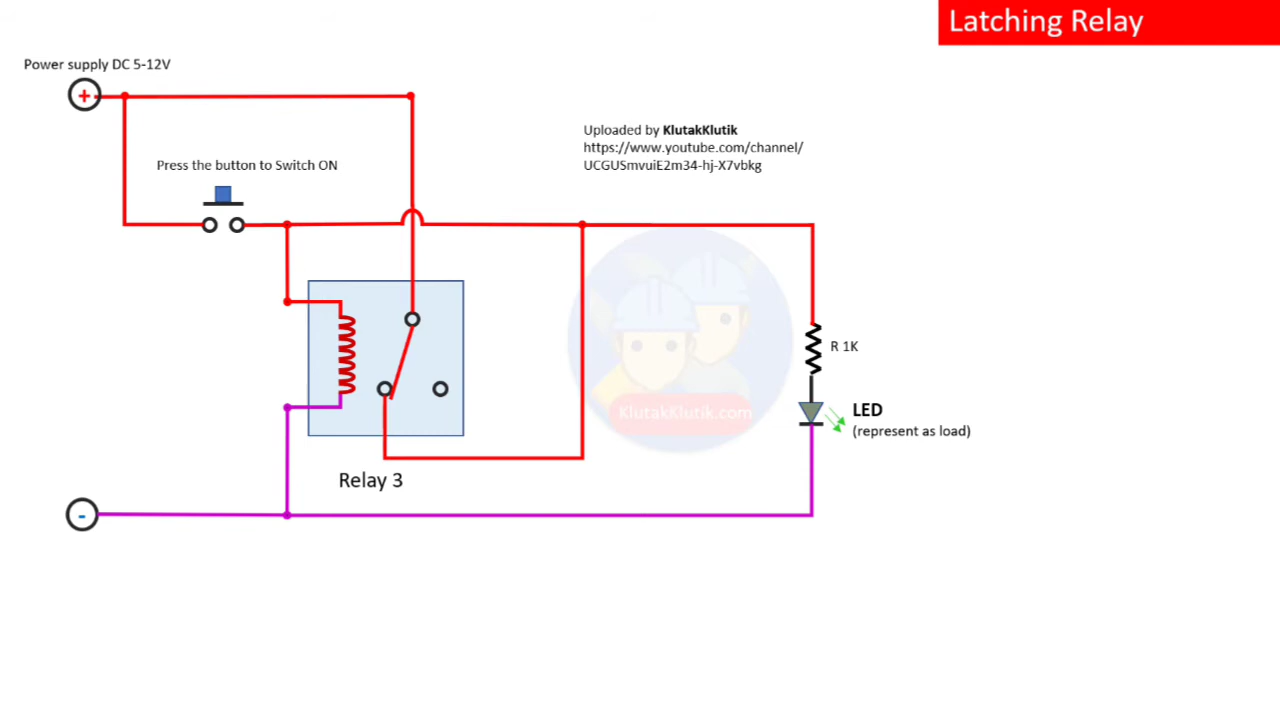 Latching Relay
Power supply DC 5-12V
+
Uploaded by KlutakKlutik
https://www.youtube.com/channel/
UCGUSmvuiE2m34-hj-X7vbkg
Press the button to Switch ON
R 1K
LED
(represent as load)
KlutakKlutik.com
Relay 3
-